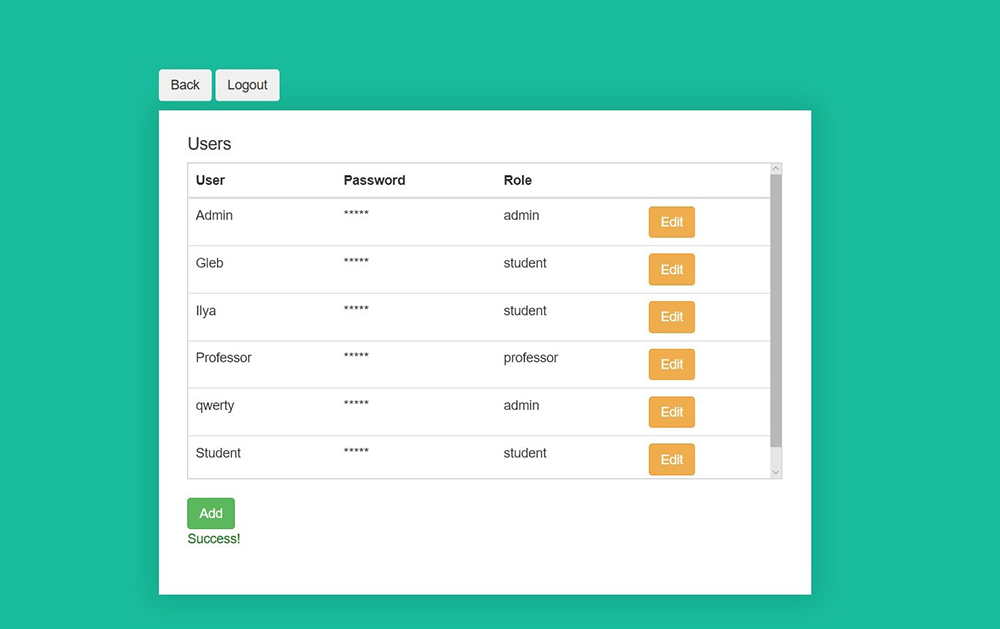 Back Logout
Users
User Password Role
Admin ***** admin Edit
Gleb ***** student Edit
Ilya ***** student Edit
Professor ***** professor Edit
qwerty ***** admin Edit
Student ***** student Edit
Add
Success!